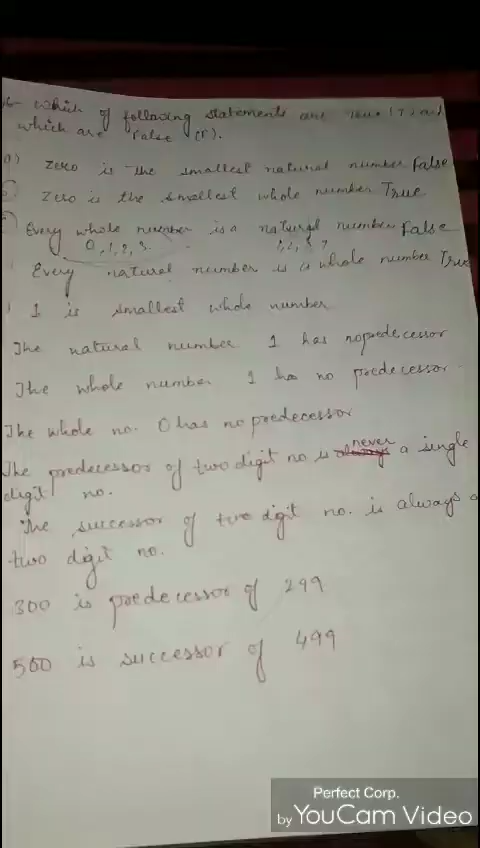 which of following statements are True (T) and
which are False (F).
Zero is the smallest natural number False
Zero is the smallest whole number True
Every whole number is a natural number False
0, 1, 2, 3.
Every natural number is a whole number True
1 is smallest whole number
The natural number 1 has no predecessor
The whole number 1 has no predecessor
The whole no. 0 has no predecessor
never
The predecessor of two digit no is always a single
digit no.
The successor of two digit no. is always a
two digit no.
300 is predecessor of 299
500 is successor of 499
Perfect Corp.
by YouCam Video